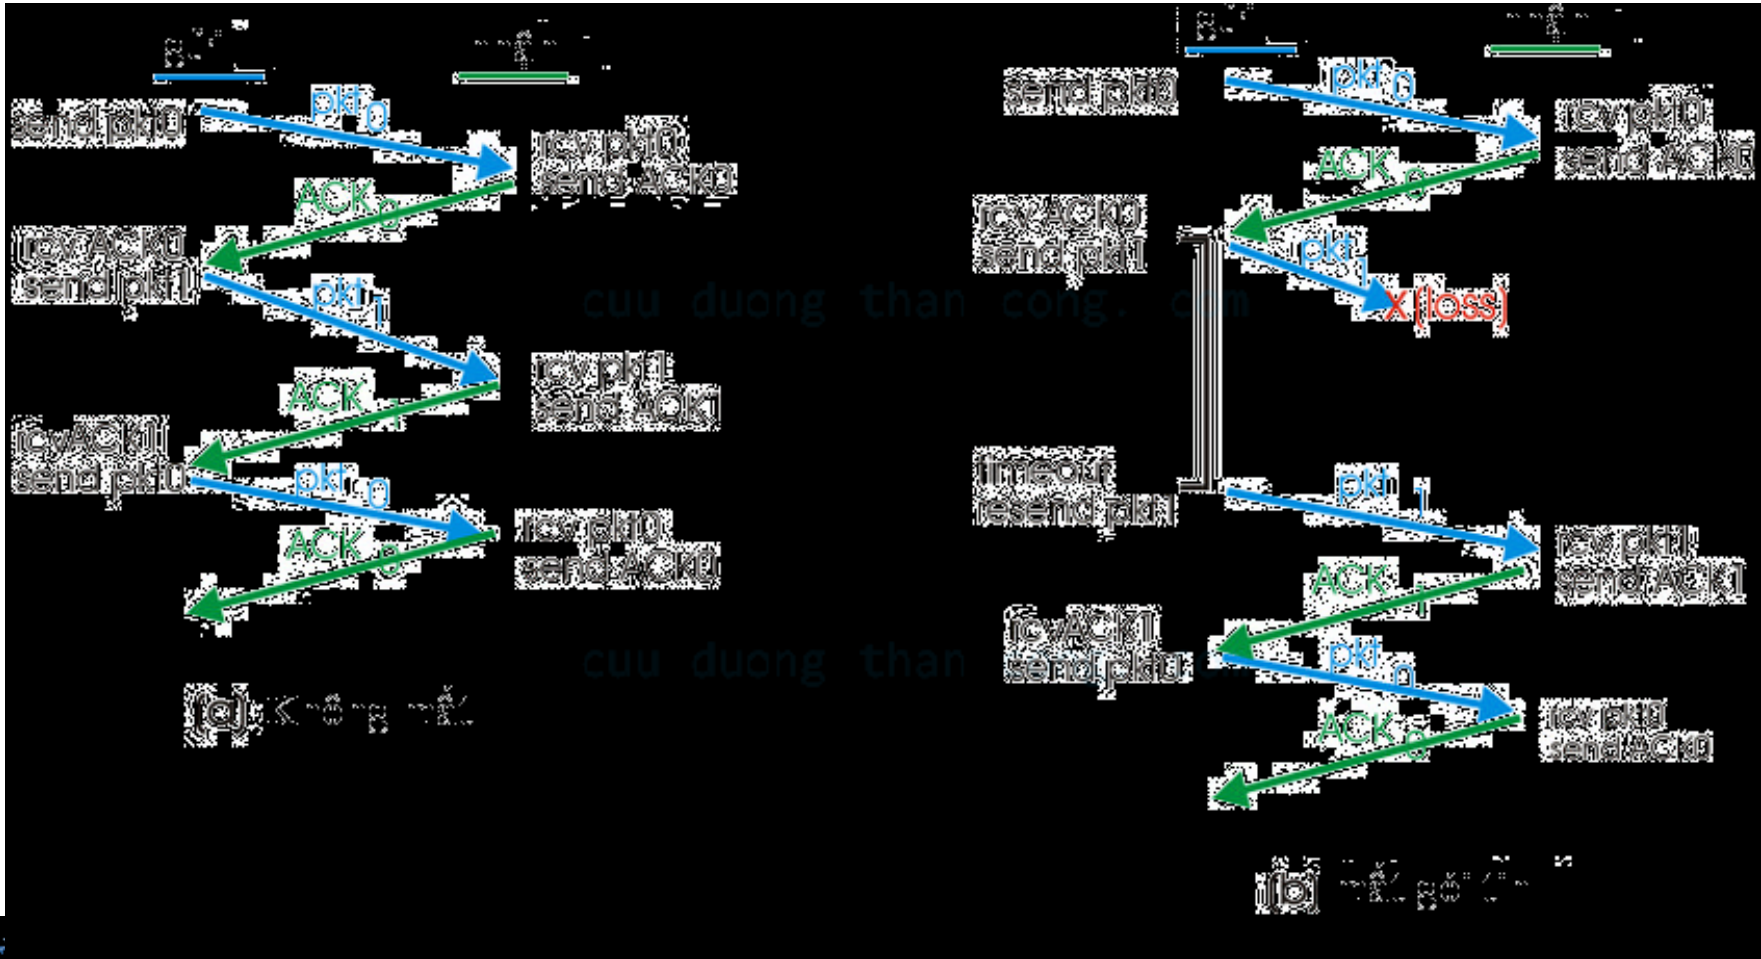 send pkt0
pkt
0
rcv pkt0
send ACK0
ACK
0
rcv ACK0
send pkt1
pkt
1
rcv pkt1
send ACK1
ACK
1
rcvACK1
send pkt0
pkt
0
rcv pkt0
send ACK0
ACK
0
(a)
send pkt0
pkt
0
rcv pkt0
send ACK0
ACK
0
rcv ACK0
send pkt1
pkt
1
X (loss)
timeout
resend pkt1
pkt
1
rcv pkt1
send ACK1
ACK
1
rcvACK1
send pkt0
pkt
0
rcv pkt0
send ACK0
ACK
0
(b)
cuu duong than cong. com
cuu duong than